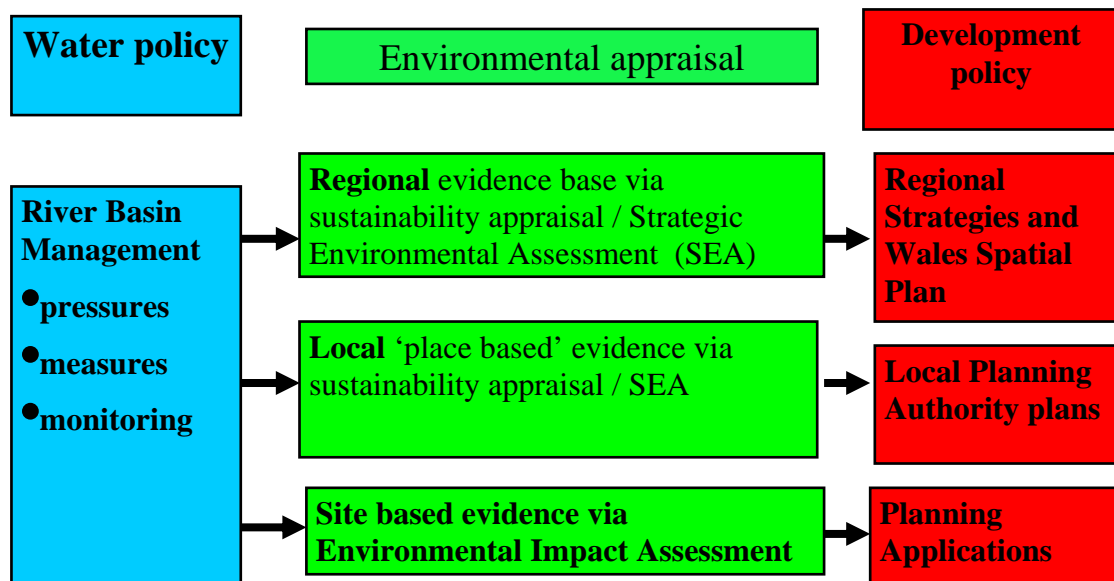 Water policy
Environmental appraisal
Development
policy
River Basin
Management
●pressures
●measures
●monitoring
Regional evidence base via
sustainability appraisal / Strategic
Environmental Assessment (SEA)
Regional
Strategies and
Wales Spatial
Plan
Local ‘place based’ evidence via
sustainability appraisal / SEA
Local Planning
Authority plans
Site based evidence via
Environmental Impact Assessment
Planning
Applications